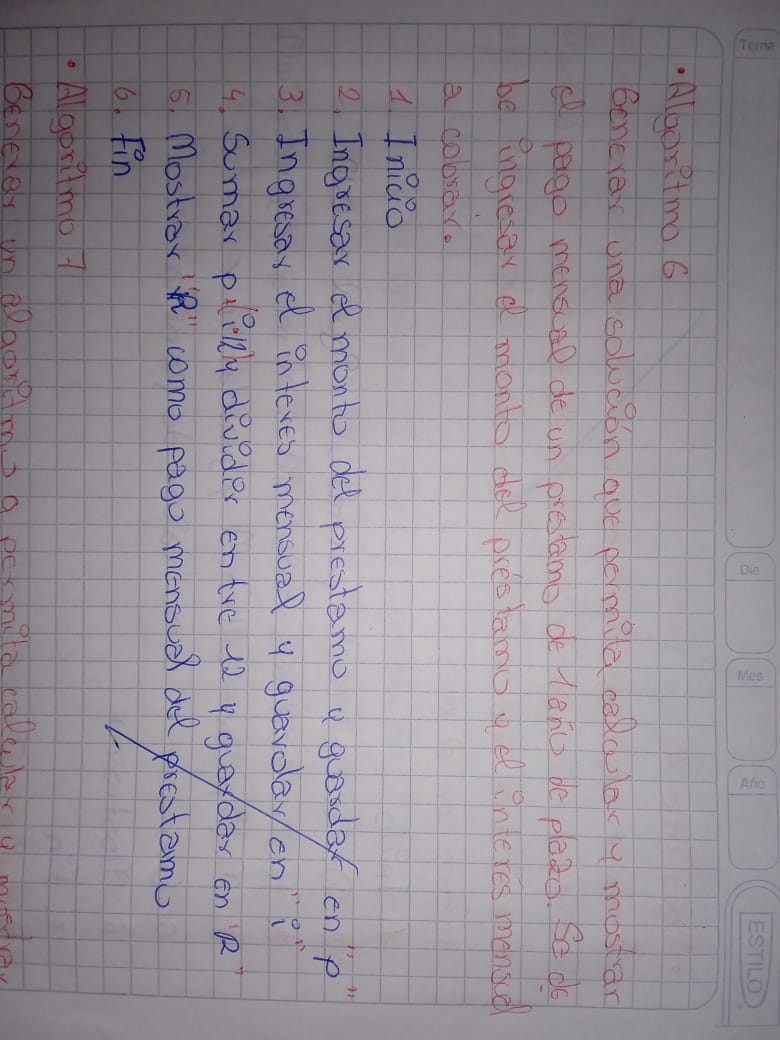 Tema
Dia
Mes
Año
ESTILO
• Algoritmo 6
Generar una solución que permita calcular y mostrar
el pago mensual de un prestamo de 1 año de plazo. Se de
be ingresar el monto del préstamo y el interés mensual
a cobrar.
1. Inicio
2. Ingresar el monto del prestamo y guardar en "p"
3. Ingresar el interes mensual y guardar en "i"
4. Sumar p+(i·12) y dividir entre 12 y guardar en "R"
5. Mostrar "R" como pago mensual del prestamo
6. Fin
• Algoritmo 7
Generar un algoritmo q permita calcular y mostrar